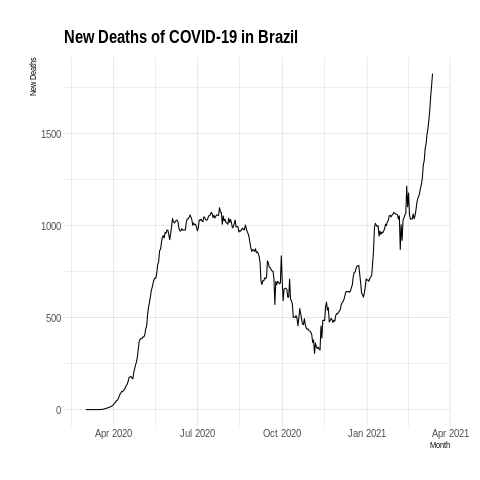 New Deaths of COVID-19 in Brazil
New Deaths
1500
1000
500
0
Apr 2020 Jul 2020 Oct 2020 Jan 2021 Apr 2021
Month